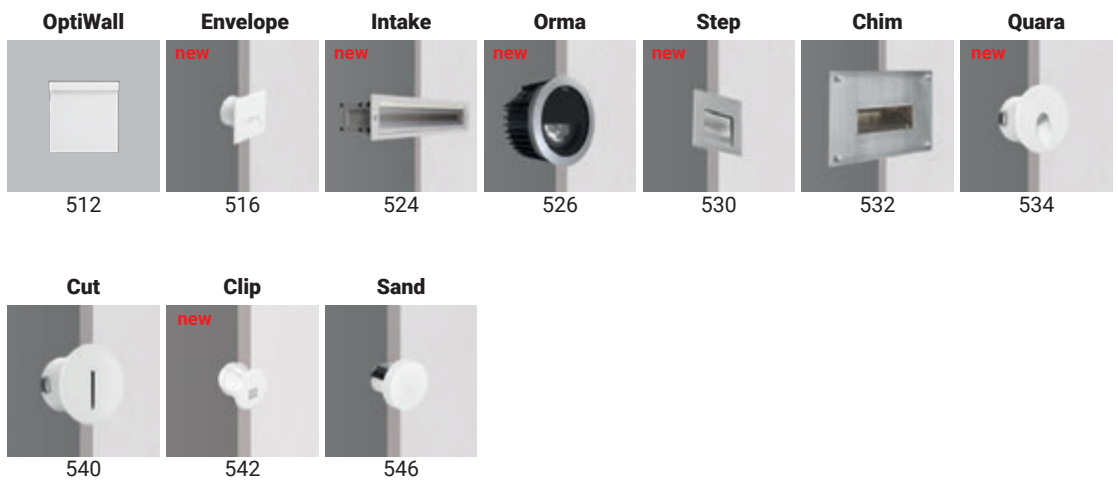 OptiWall Envelope Intake Orma Step Chim Quara
new new new new new
512 516 524 526 530 532 534
Cut Clip Sand
new
540 542 546